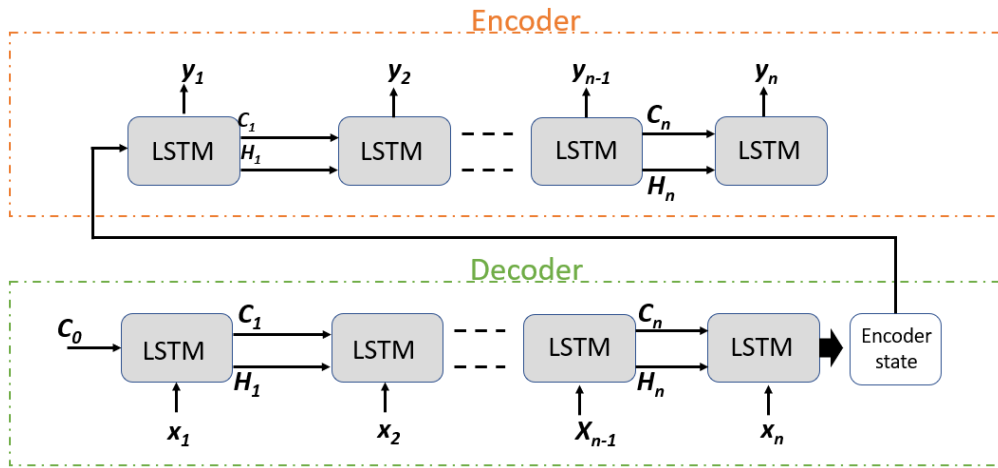 Encoder
y1 y2 yn-1 yn
LSTM C1 H1 LSTM LSTM Cn Hn LSTM
Decoder
C0 LSTM C1 H1 LSTM LSTM Cn Hn LSTM Encoder
state
x1 x2 Xn-1 xn